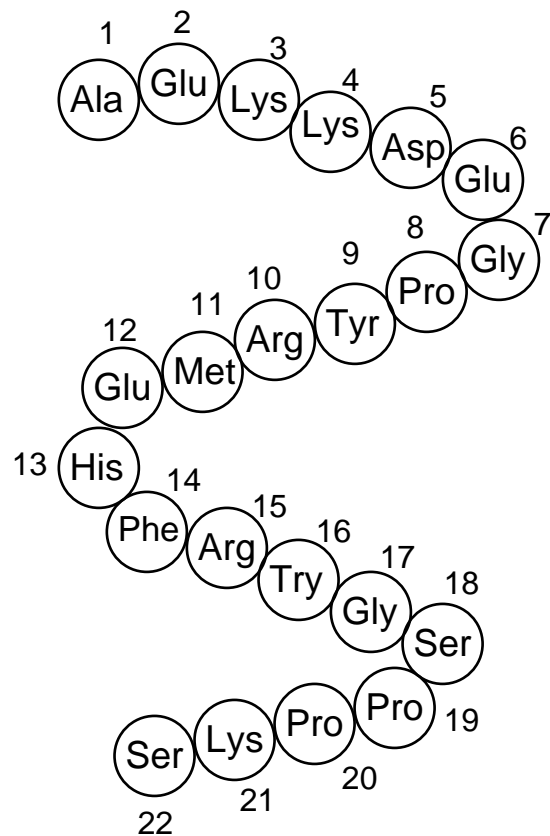 1 2 3 4 5 6 7
Ala Glu Lys Lys Asp Glu Gly
8 9 10 11 12
Pro Tyr Arg Met Glu
13 His
14 15 16 17 18
Phe Arg Try Gly Ser
Pro 19
Pro 20
Lys 21
Ser 22